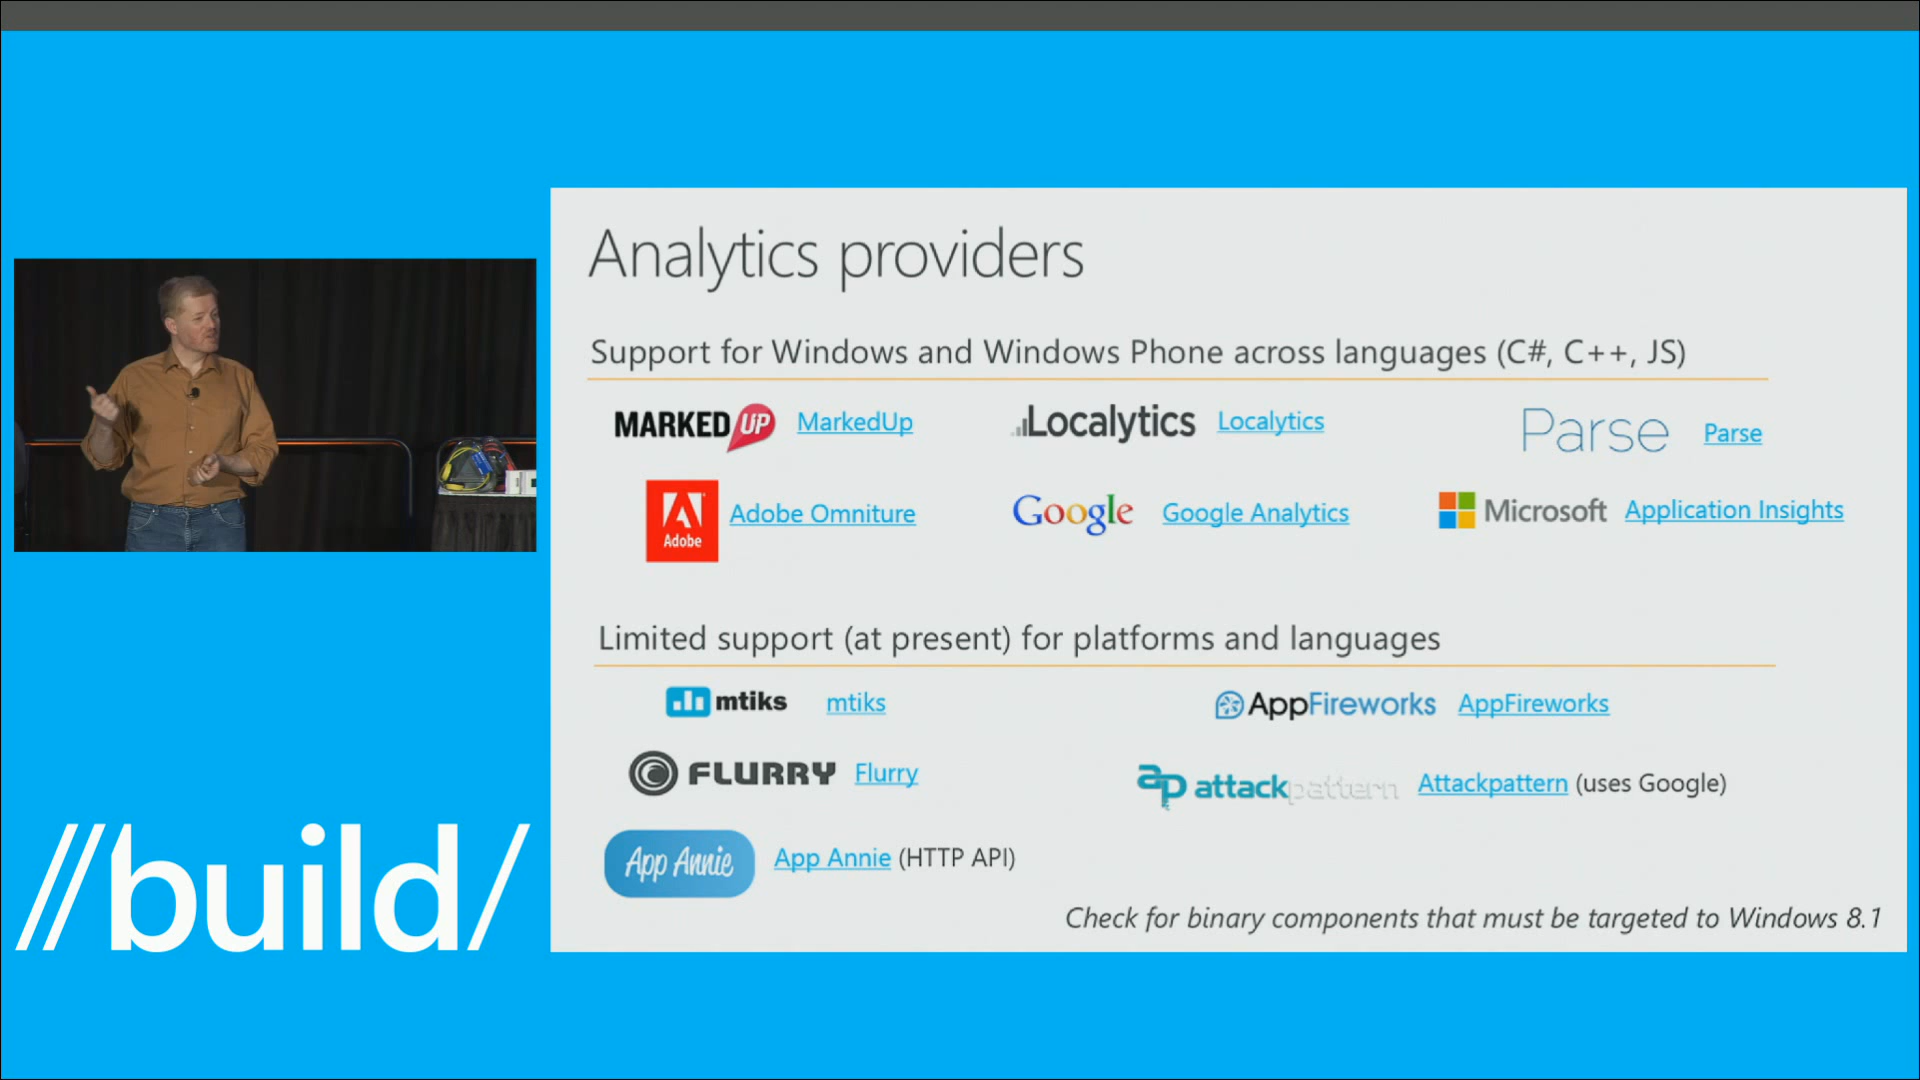 Analytics providers
Support for Windows and Windows Phone across languages (C#, C++, JS)
MARKED UP MarkedUp
Localytics Localytics
Parse Parse
Adobe Adobe Omniture
Google Google Analytics
Microsoft Application Insights
Limited support (at present) for platforms and languages
mtiks mtiks
AppFireworks AppFireworks
FLURRY Flurry
ap attackpattern Attackpattern (uses Google)
App Annie App Annie (HTTP API)
Check for binary components that must be targeted to Windows 8.1
//build/